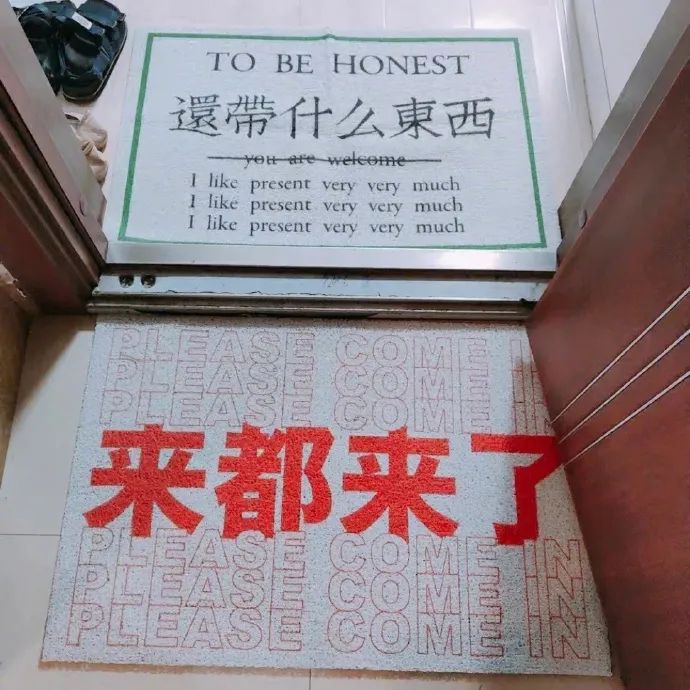 TO BE HONEST
還帶什么東西
you are welcome
I like present very very much
I like present very very much
I like present very very much
PLEASE COME IN
PLEASE COME IN
PLEASE COME IN
来都来了
PLEASE COME IN
PLEASE COME IN
PLEASE COME IN